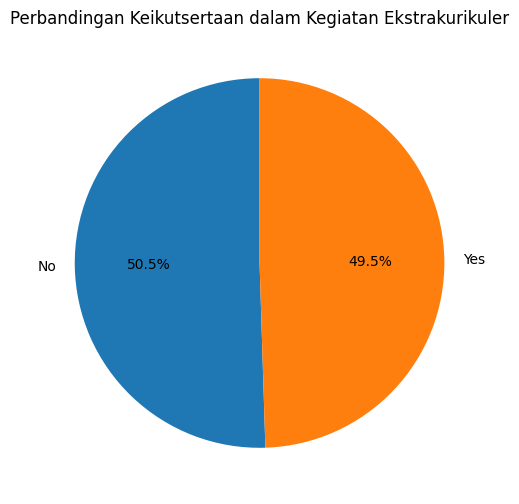 Perbandingan Keikutsertaan dalam Kegiatan Ekstrakurikuler
No
50.5%
49.5%
Yes